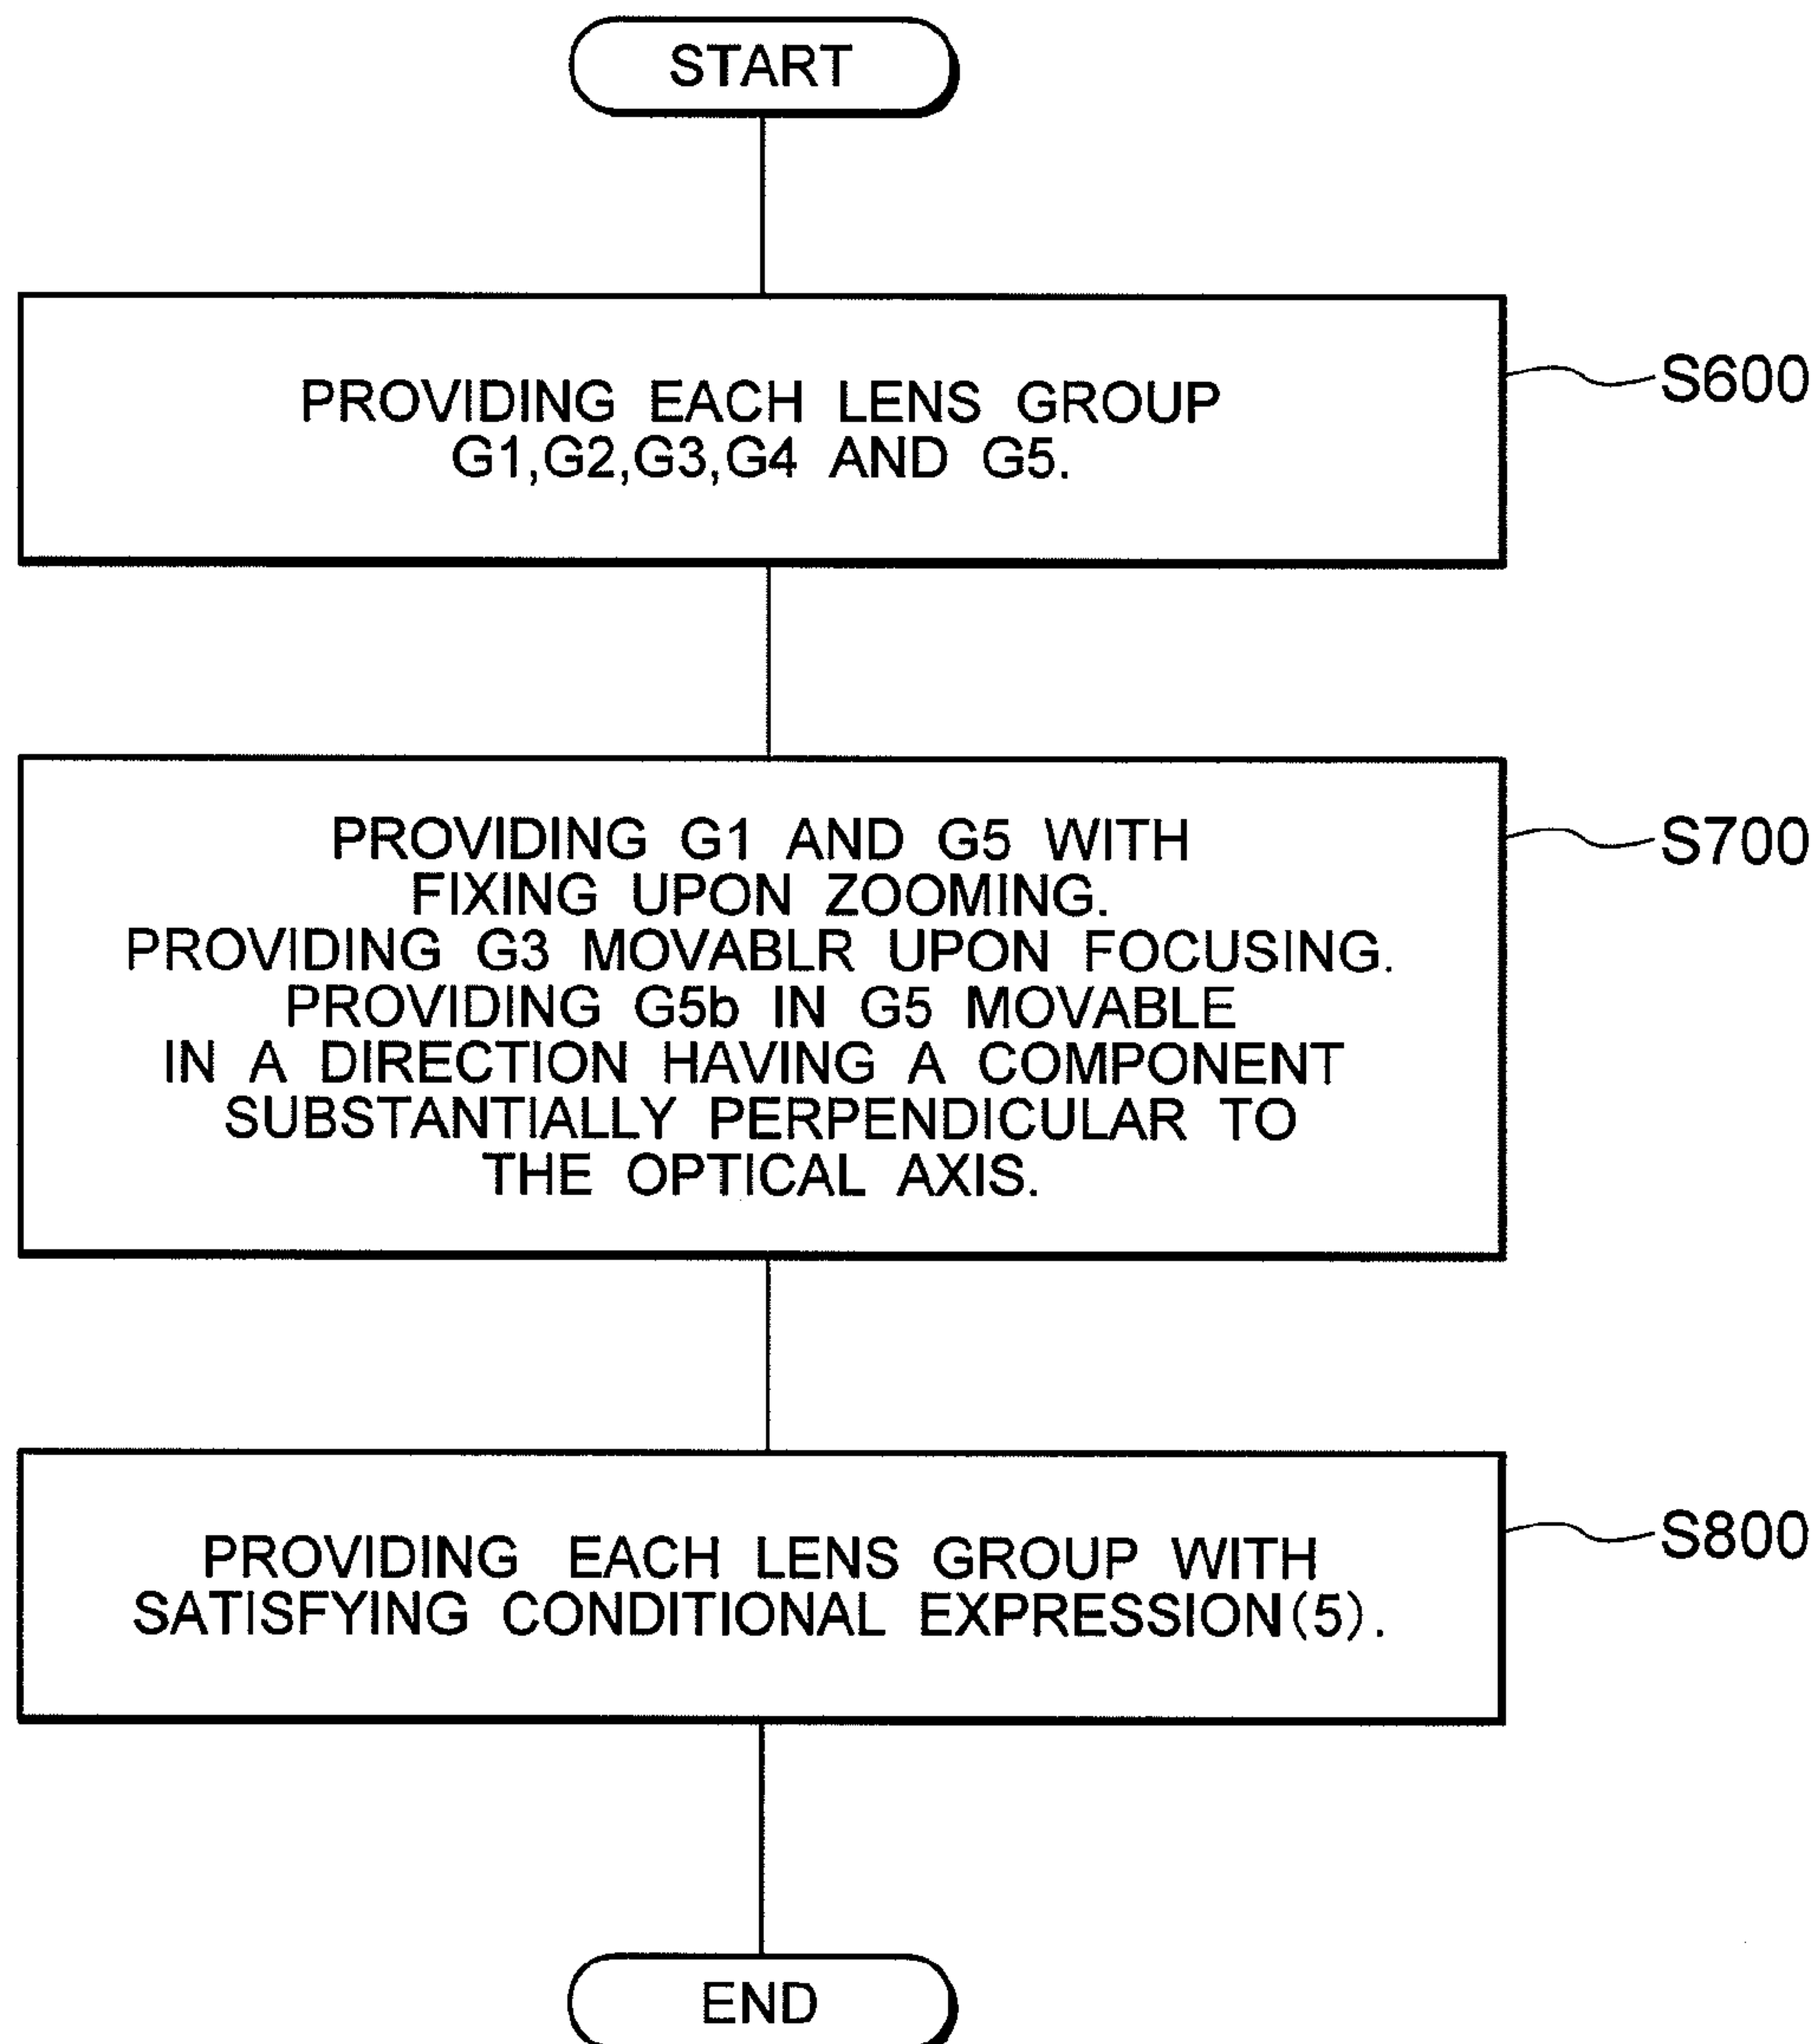 START
PROVIDING EACH LENS GROUP
G1,G2,G3,G4 AND G5.
S600
PROVIDING G1 AND G5 WITH
FIXING UPON ZOOMING.
PROVIDING G3 MOVABLR UPON FOCUSING.
PROVIDING G5b IN G5 MOVABLE
IN A DIRECTION HAVING A COMPONENT
SUBSTANTIALLY PERPENDICULAR TO
THE OPTICAL AXIS.
S700
PROVIDING EACH LENS GROUP WITH
SATISFYING CONDITIONAL EXPRESSION(5).
S800
END